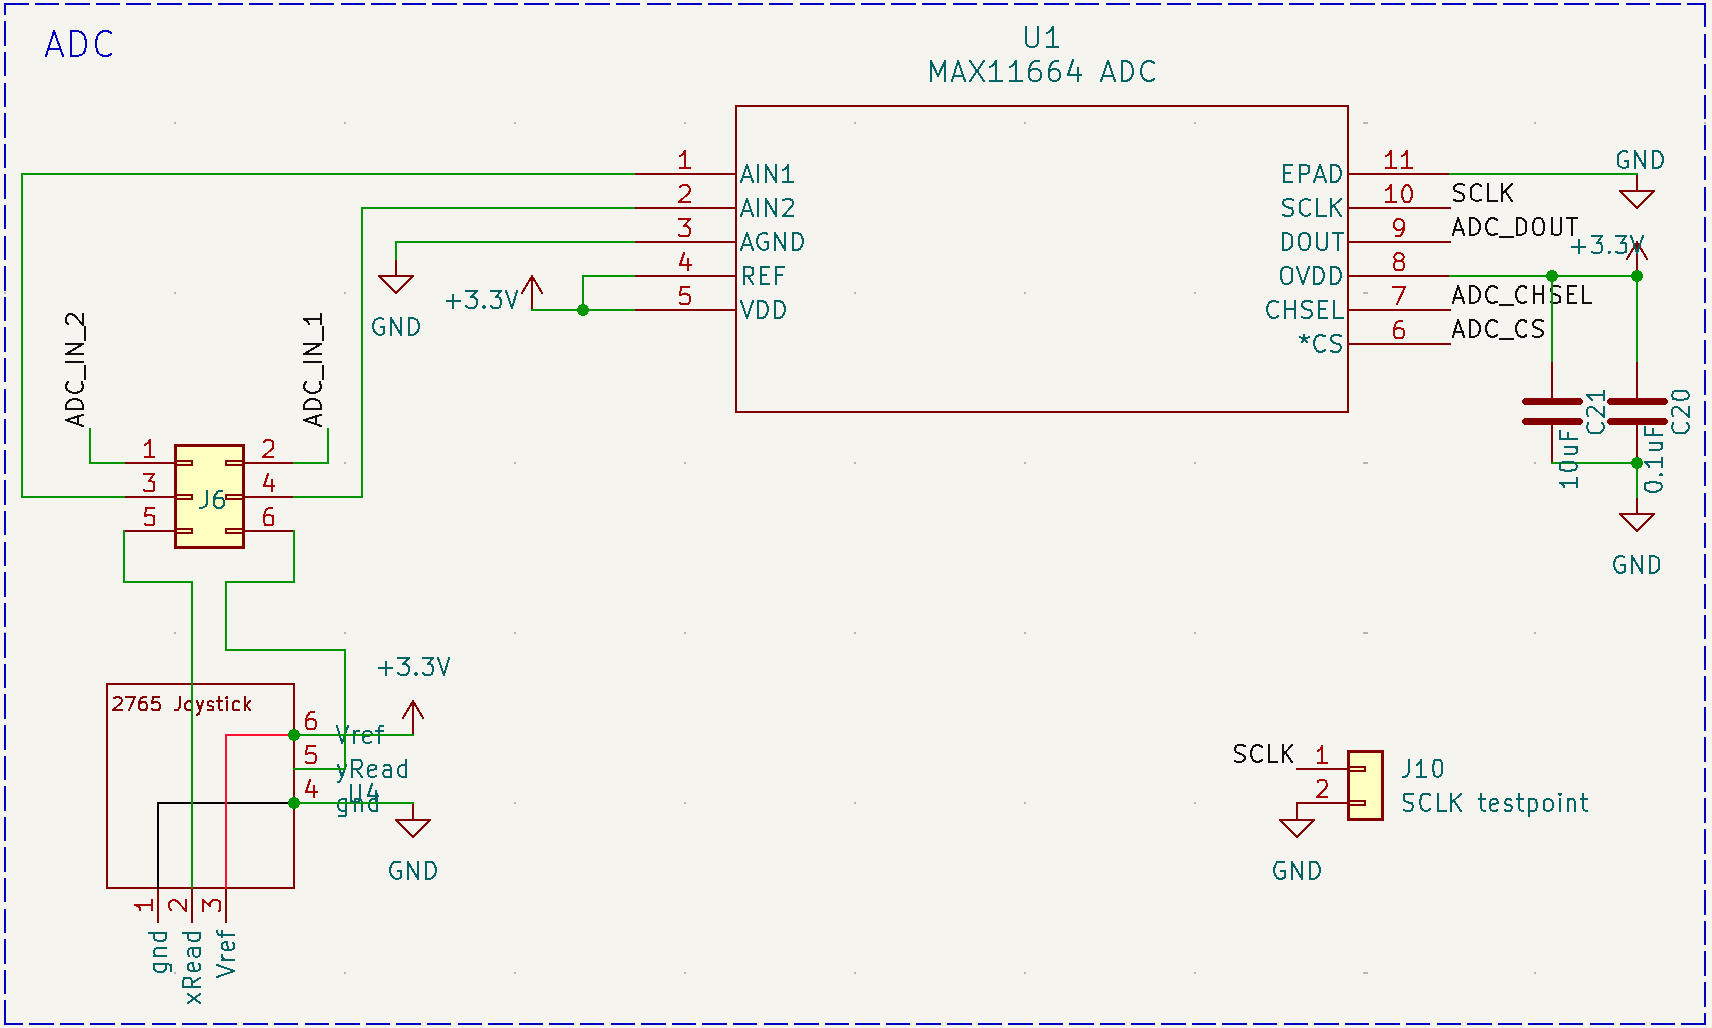 ADC
U1
MAX11664 ADC
1 AIN1
2 AIN2
3 AGND
4 REF
5 VDD
EPAD 11
SCLK 10
DOUT 9
OVDD 8
CHSEL 7
*CS 6
GND
SCLK
ADC_DOUT
+3.3V
ADC_CHSEL
ADC_CS
GND
+3.3V
ADC_IN_2
ADC_IN_1
1 2
3 4
5 6
J6
C21
10uF
C20
0.1uF
GND
+3.3V
2765 Joystick
6 Vref
5 yRead
4 gnd
U4
GND
1 gnd
2 xRead
3 Vref
SCLK 1
2
J10
SCLK testpoint
GND